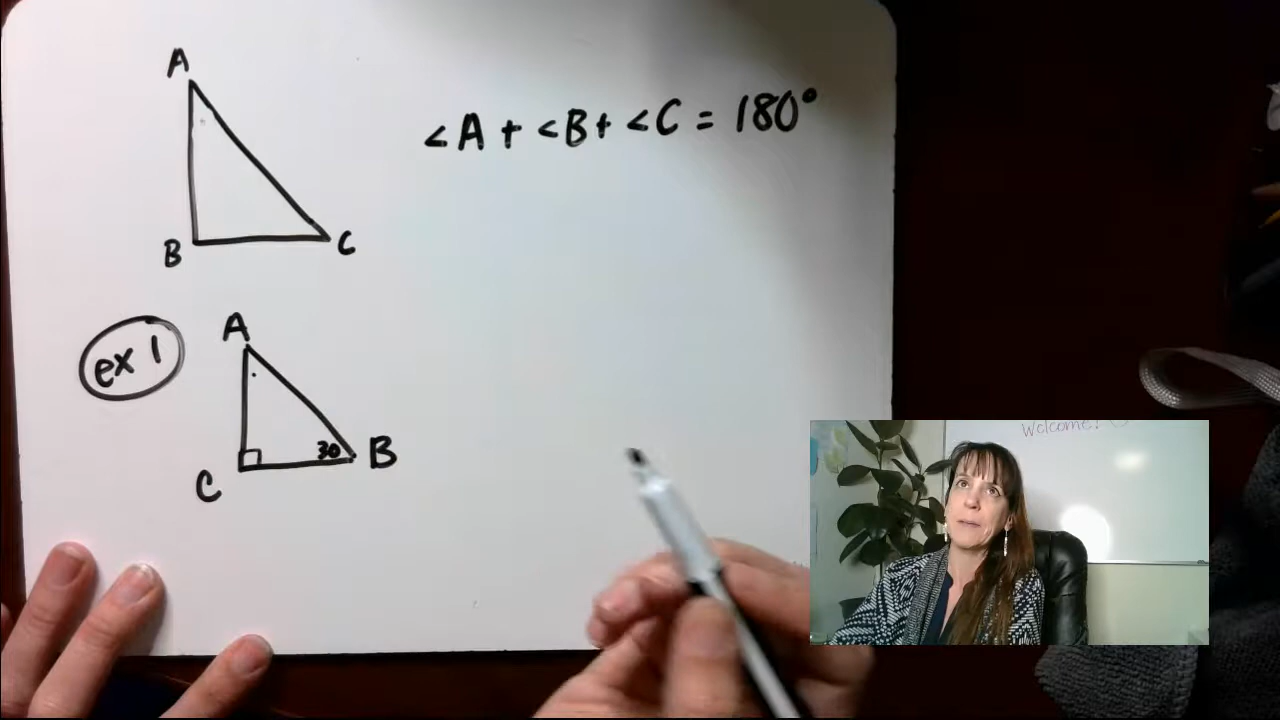 A
∠A + ∠B + ∠C = 180°
B
C
ex 1
A
30
B
C
Welcome!